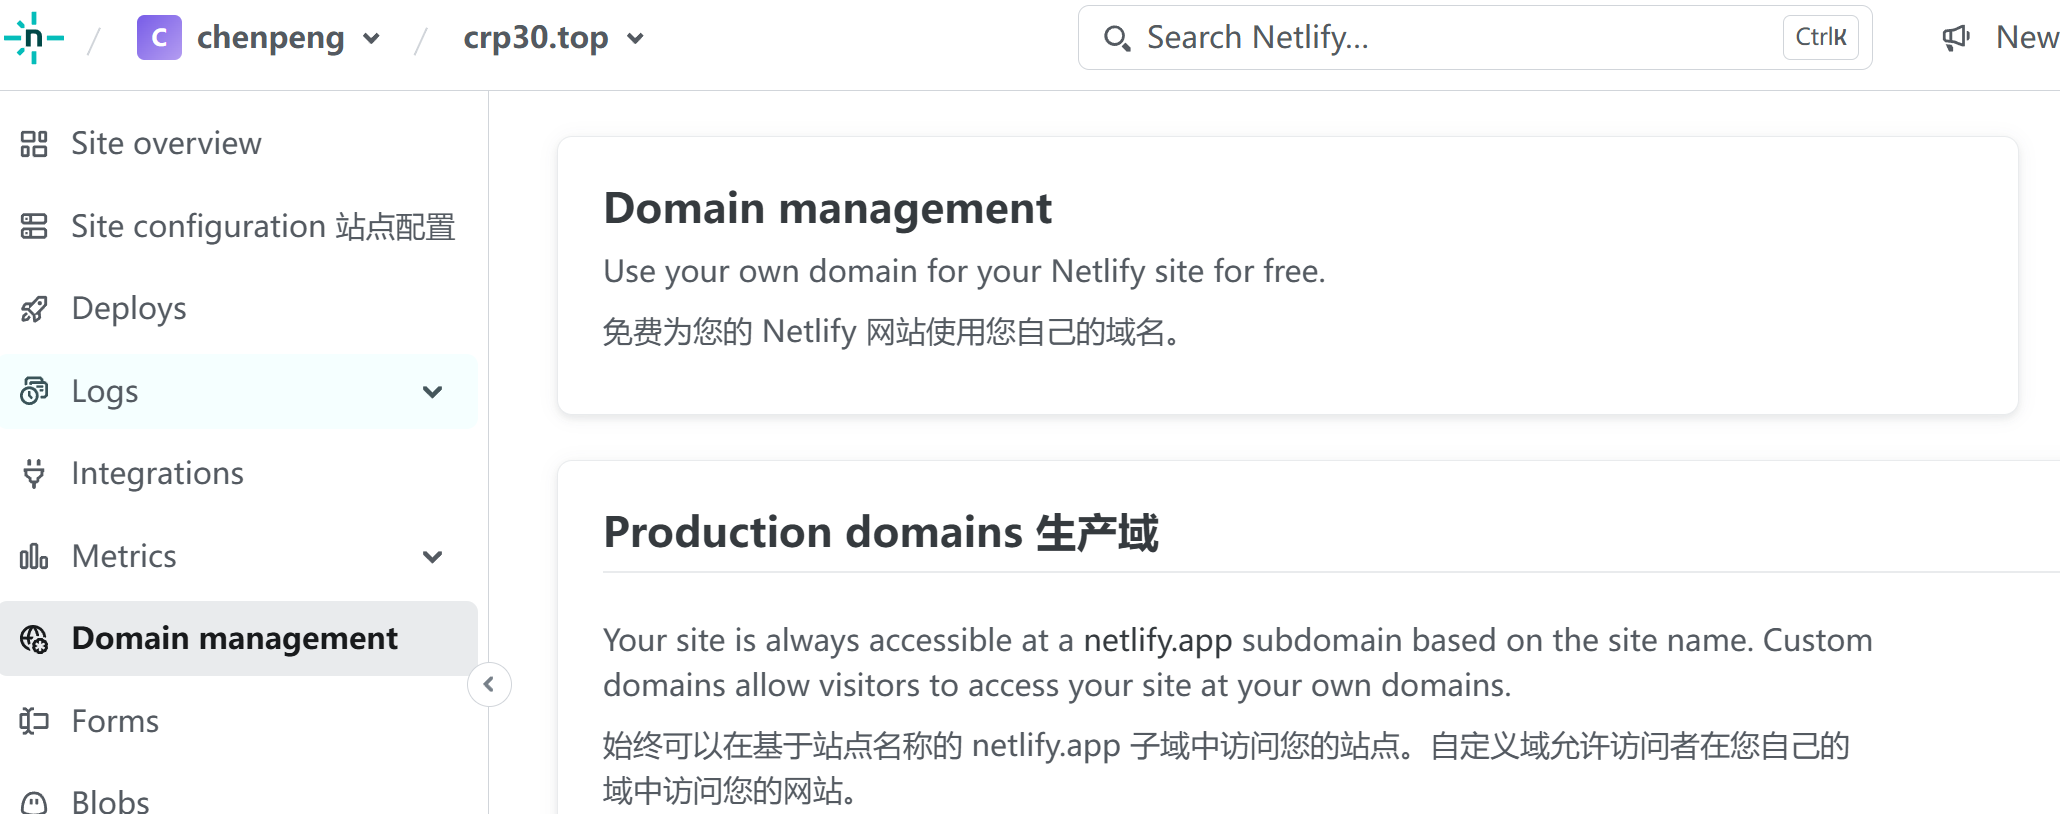 n / C chenpeng / crp30.top
Search Netlify... CtrlK
New
Site overview
Site configuration 站点配置
Deploys
Logs
Integrations
Metrics
Domain management
Forms
Blobs
Domain management
Use your own domain for your Netlify site for free.
免费为您的 Netlify 网站使用您自己的域名。
Production domains 生产域
Your site is always accessible at a netlify.app subdomain based on the site name. Custom
domains allow visitors to access your site at your own domains.
始终可以在基于站点名称的 netlify.app 子域中访问您的站点。自定义域允许访问者在您自己的
域中访问您的网站。